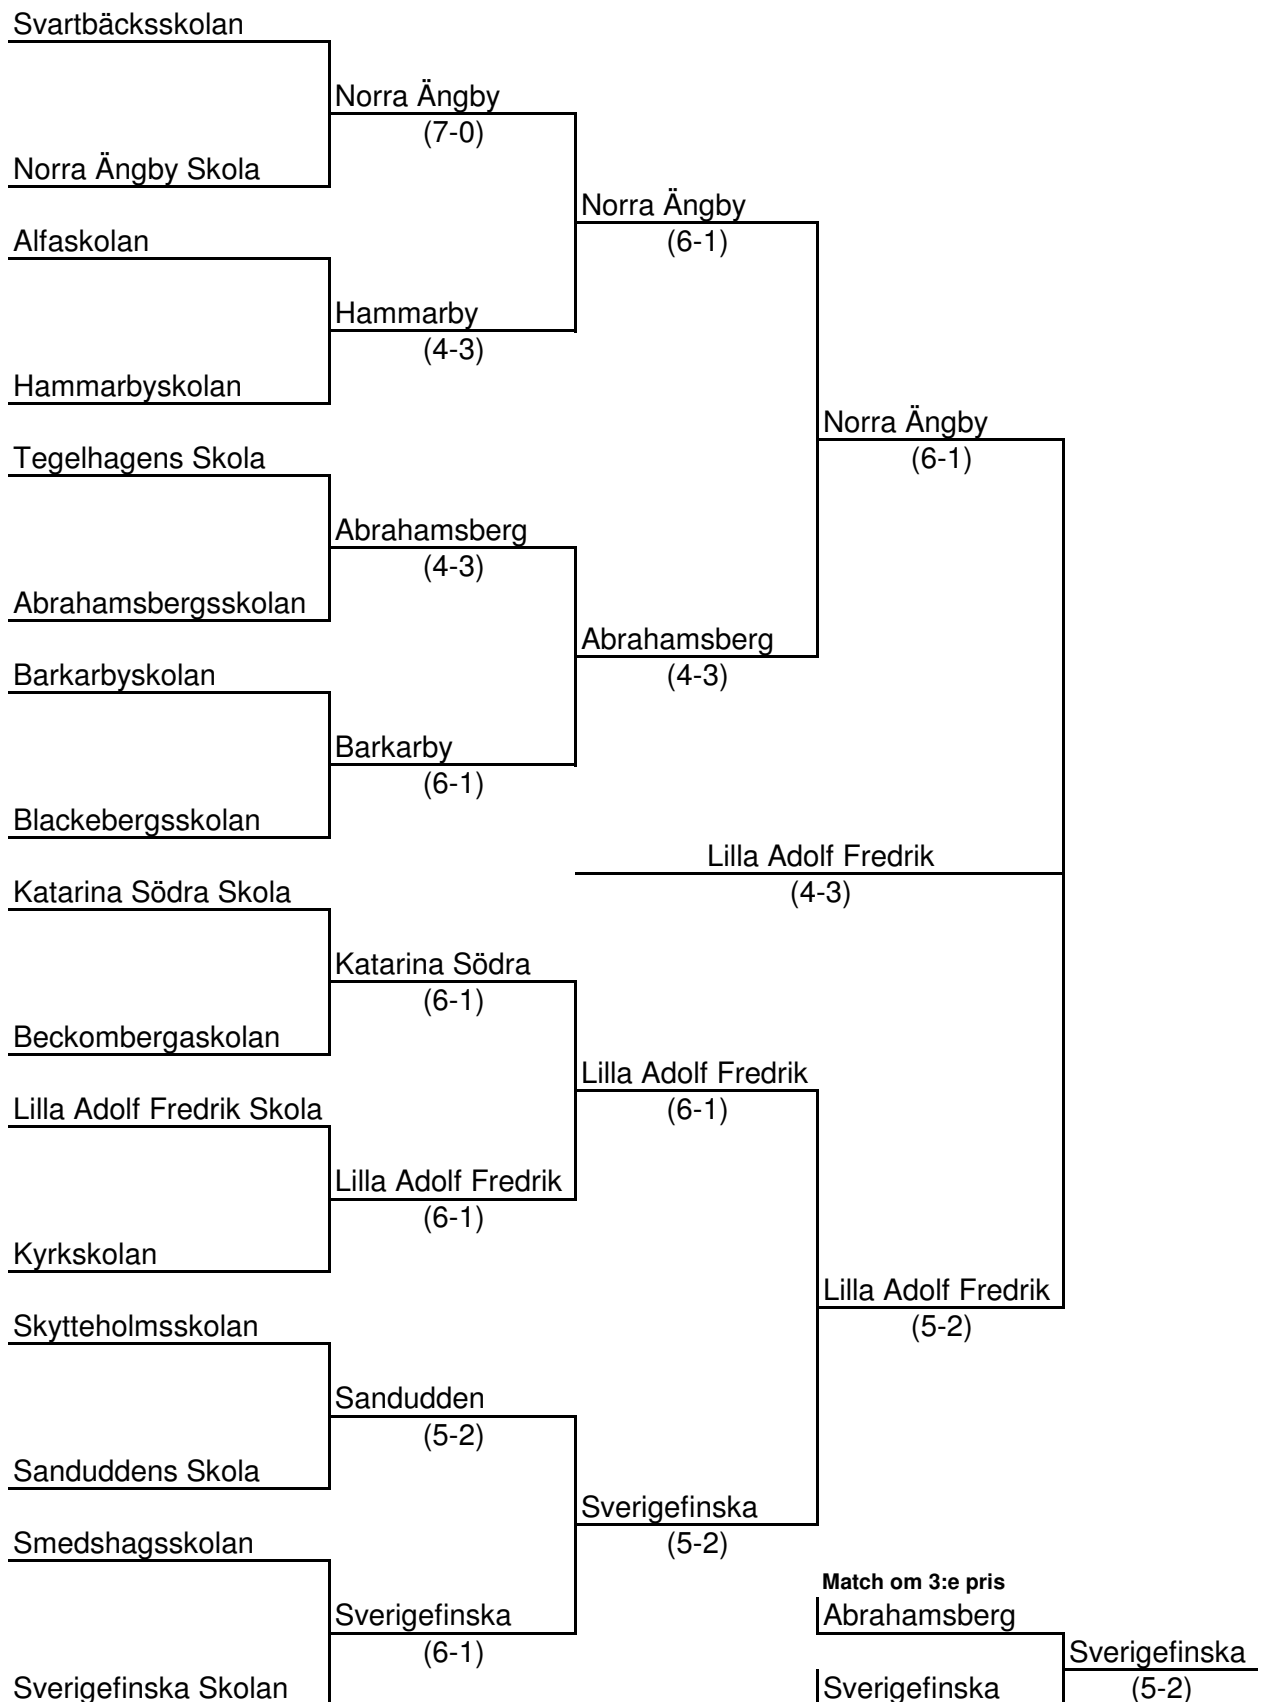 Svartbäcksskolan
Norra Ängby
(7-0)
Norra Ängby Skola
Norra Ängby
(6-1)
Alfaskolan
Hammarby
(4-3)
Hammarbyskolan
Norra Ängby
(6-1)
Tegelhagens Skola
Abrahamsberg
(4-3)
Abrahamsbergsskolan
Abrahamsberg
(4-3)
Barkarbyskolan
Barkarby
(6-1)
Blackebergsskolan
Lilla Adolf Fredrik
(4-3)
Katarina Södra Skola
Katarina Södra
(6-1)
Beckombergaskolan
Lilla Adolf Fredrik
(6-1)
Lilla Adolf Fredrik Skola
Lilla Adolf Fredrik
(6-1)
Kyrkskolan
Lilla Adolf Fredrik
(5-2)
Skytteholmsskolan
Sandudden
(5-2)
Sanduddens Skola
Sverigefinska
(5-2)
Smedshagsskolan
Match om 3:e pris
Sverigefinska
(6-1)
Abrahamsberg
Sverigefinska
(5-2)
Sverigefinska Skolan
Sverigefinska